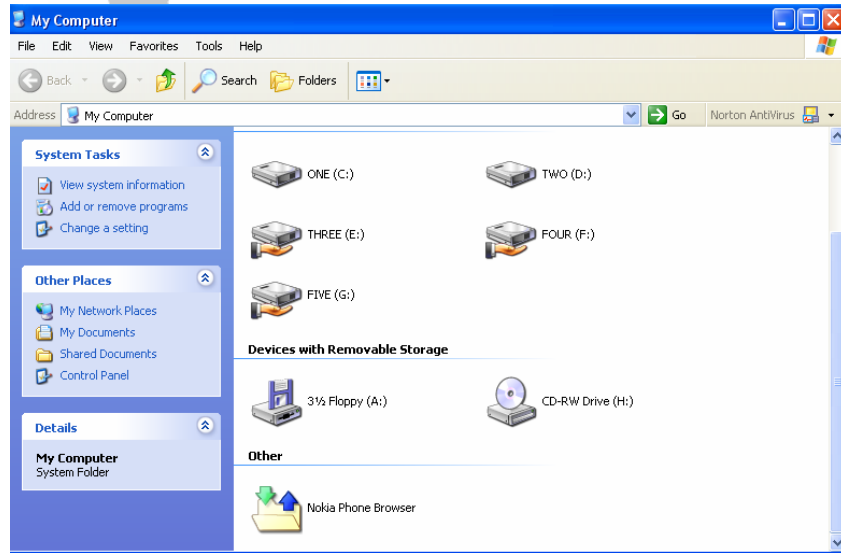 My Computer
File Edit View Favorites Tools Help
Back Search Folders
Address My Computer Go Norton AntiVirus
System Tasks
View system information
Add or remove programs
Change a setting
Other Places
My Network Places
My Documents
Shared Documents
Control Panel
Details
My Computer
System Folder
ONE (C:) TWO (D:)
THREE (E:) FOUR (F:)
FIVE (G:)
Devices with Removable Storage
3½ Floppy (A:) CD-RW Drive (H:)
Other
Nokia Phone Browser